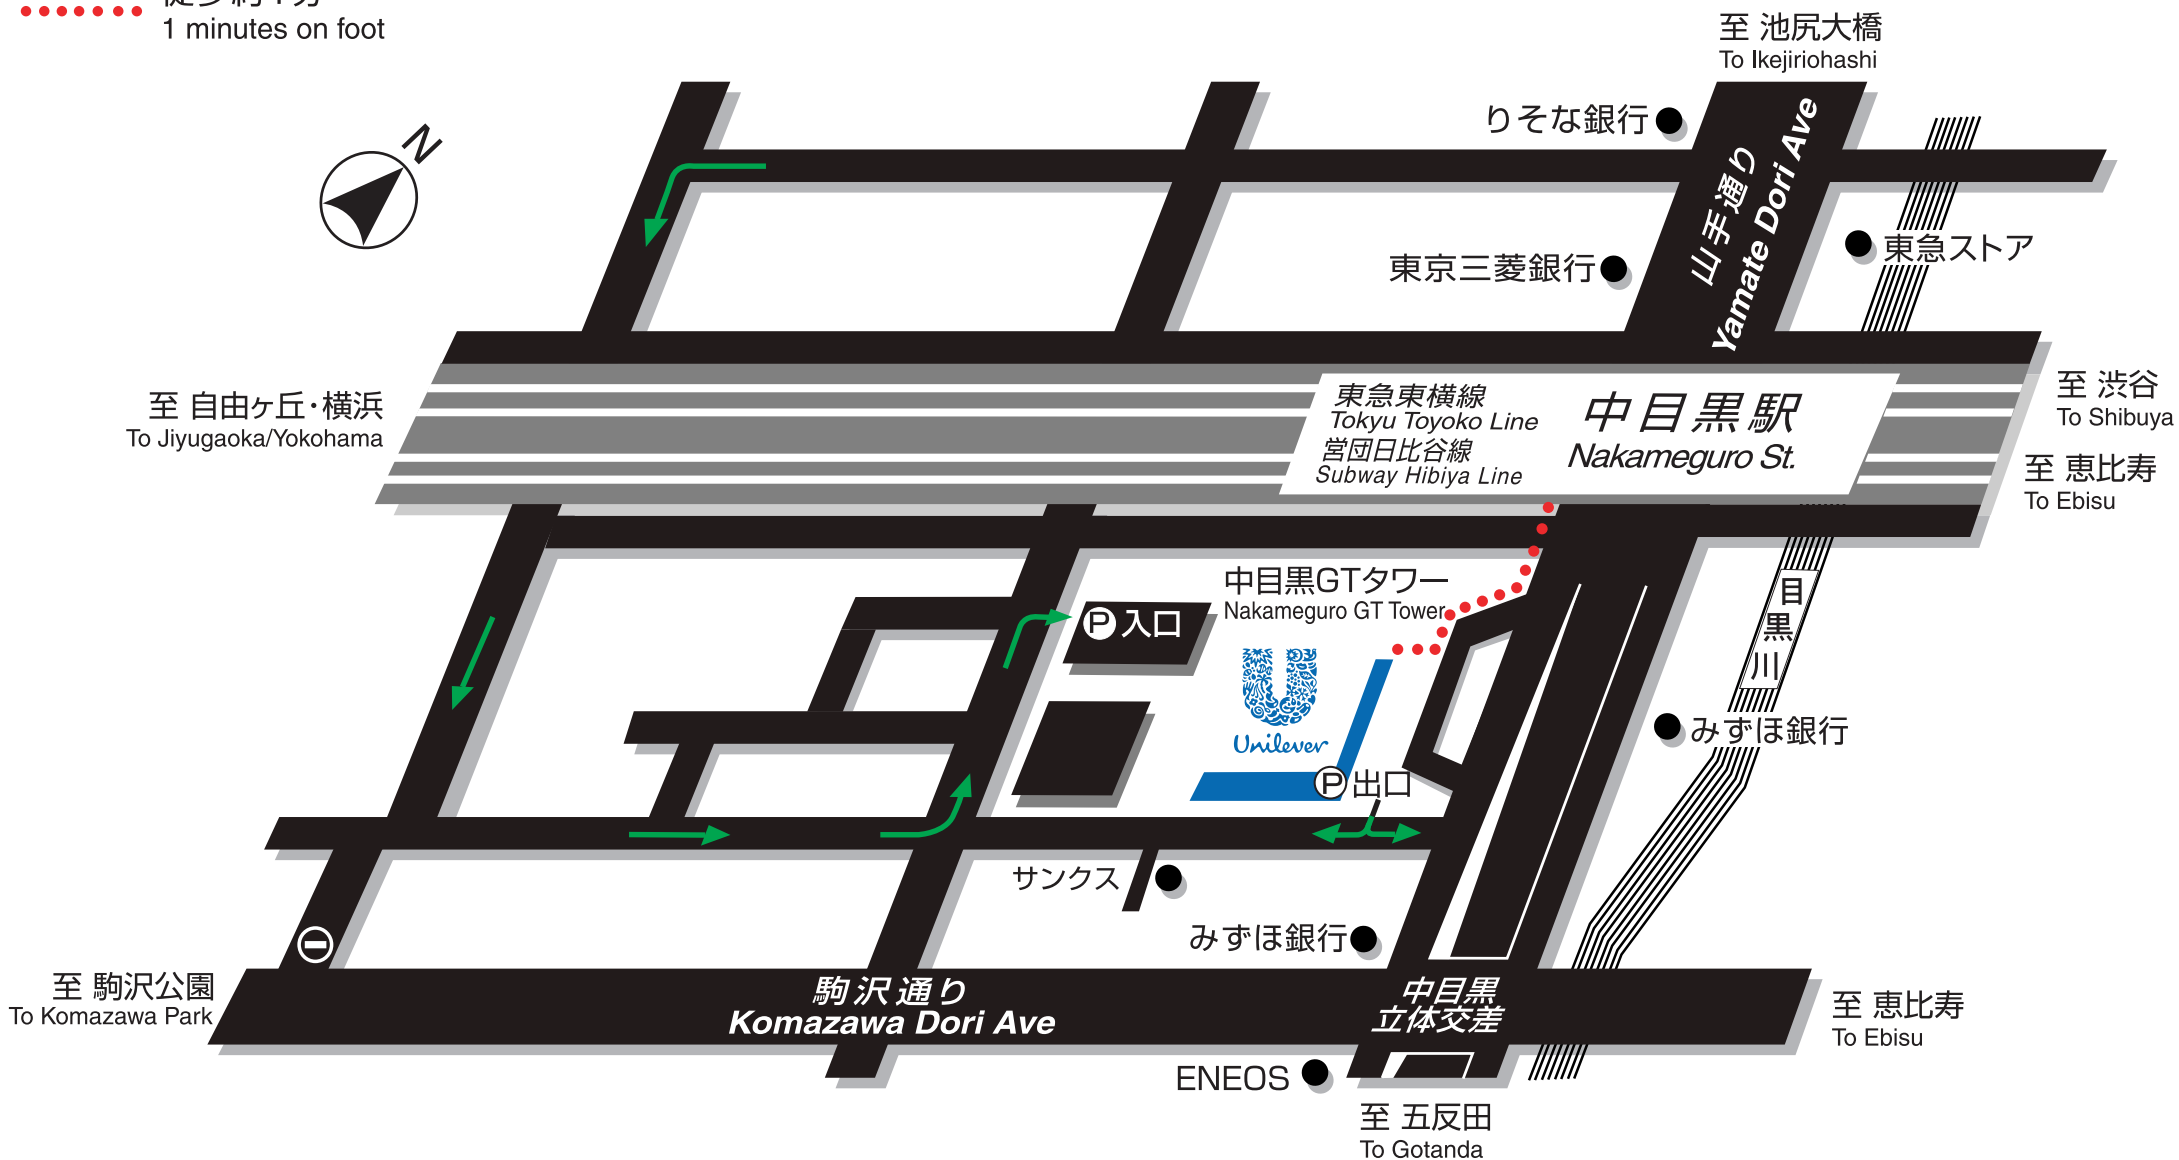 1 minutes on foot
至 池尻大橋
To Ikejiriohashi
N
りそな銀行
山手通り
Yamate Dori Ave
東急ストア
東京三菱銀行
至 自由ヶ丘・横浜
To Jiyugaoka/Yokohama
東急東横線
Tokyu Toyoko Line
営団日比谷線
Subway Hibiya Line
中目黒駅
Nakameguro St.
至 渋谷
To Shibuya
至 恵比寿
To Ebisu
中目黒GTタワー
Nakameguro GT Tower
P 入口
目黒川
Unilever
みずほ銀行
P 出口
サンクス
みずほ銀行
至 駒沢公園
To Komazawa Park
駒沢通り
Komazawa Dori Ave
中目黒
立体交差
至 恵比寿
To Ebisu
ENEOS
至 五反田
To Gotanda